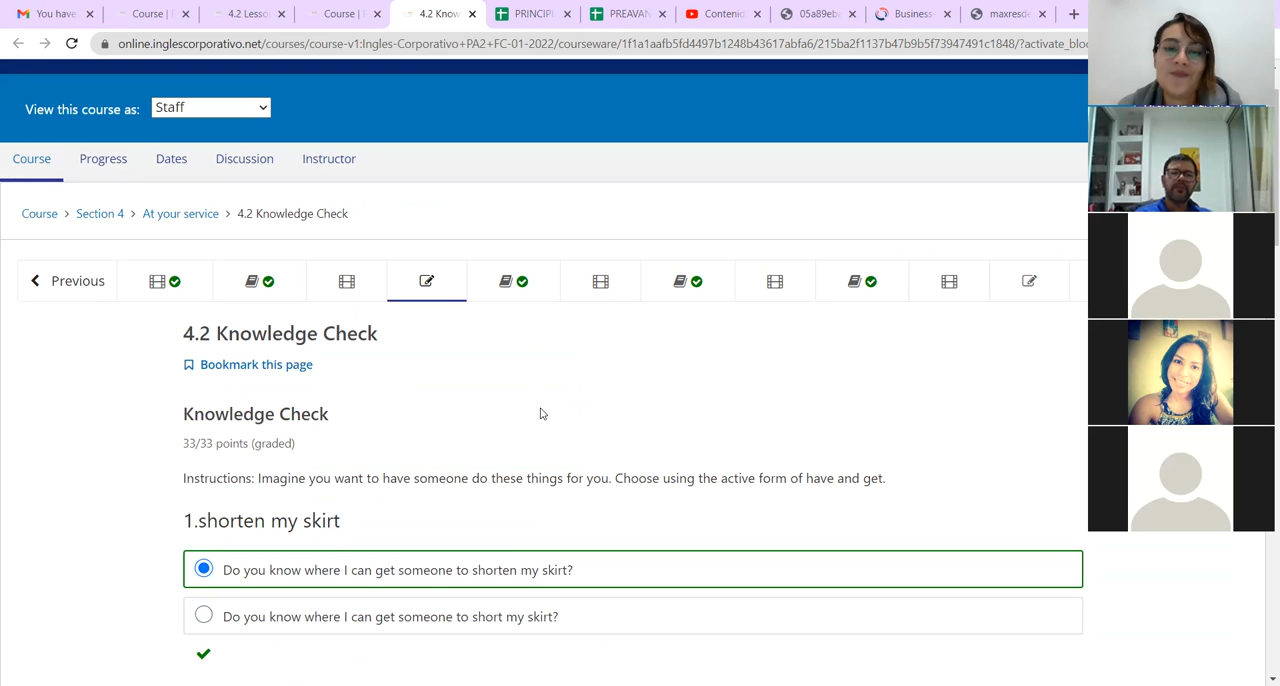 You have
Course |
4.2 Lesso
Course |
4.2 Know
PRINCIPI
PREAVAN
Contenid
05a89eba
Business-
maxresde
online.inglescorporativo.net/courses/course-v1:Ingles-Corporativo+PA2+FC-01-2022/courseware/1f1a1aafb5fd4497b1248b43617abfa6/215ba2f1137b47b9b5f73947491c1848/?activate_bloc
View this course as: Staff
Course Progress Dates Discussion Instructor
Course > Section 4 > At your service > 4.2 Knowledge Check
Previous
4.2 Knowledge Check
Bookmark this page
Knowledge Check
33/33 points (graded)
Instructions: Imagine you want to have someone do these things for you. Choose using the active form of have and get.
1.shorten my skirt
Do you know where I can get someone to shorten my skirt?
Do you know where I can get someone to short my skirt?